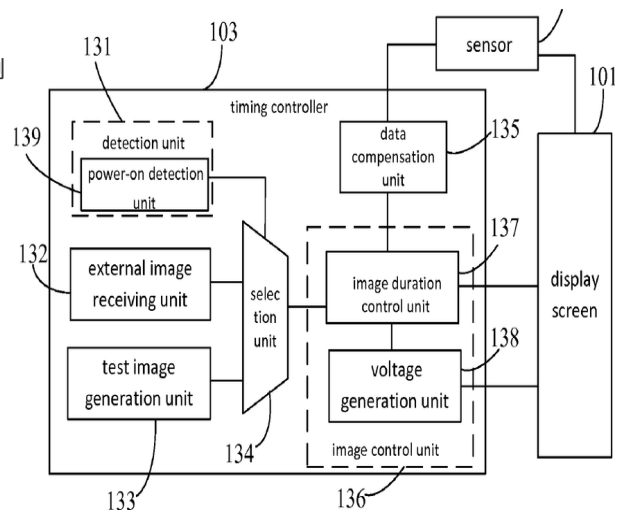 103
sensor
131
101
timing controller
detection unit
139
power-on detection
unit
data
compensation
unit
135
132
external image
receiving unit
selec
tion
unit
137
image duration
control unit
display
screen
test image
generation unit
138
voltage
generation unit
134
image control unit
133
136